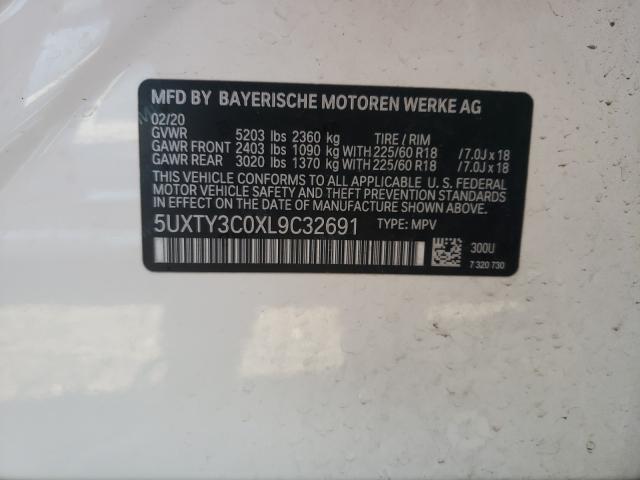 MFD BY BAYERISCHE MOTOREN WERKE AG
02/20
GVWR 5203 lbs 2360 kg TIRE / RIM
GAWR FRONT 2403 lbs 1090 kg WITH 225/60 R18 /7.0J x 18
GAWR REAR 3020 lbs 1370 kg WITH 225/60 R18 /7.0J x 18
THIS VEHICLE CONFORMS TO ALL APPLICABLE U. S. FEDERAL
MOTOR VEHICLE SAFETY AND THEFT PREVENTION STANDARDS
IN EFFECT ON THE DATE OF MANUFACTURE SHOWN ABOVE.
5UXTY3C0XL9C32691 TYPE: MPV
300U
7 320 730